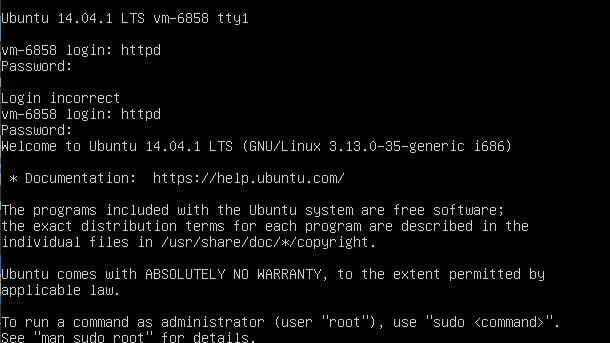 Ubuntu 14.04.1 LTS vm-6858 tty1
vm-6858 login: httpd
Password:
Login incorrect
vm-6858 login: httpd
Password:
Welcome to Ubuntu 14.04.1 LTS (GNU/Linux 3.13.0-35-generic i686)
* Documentation:  https://help.ubuntu.com/
The programs included with the Ubuntu system are free software;
the exact distribution terms for each program are described in the
individual files in /usr/share/doc/*/copyright.
Ubuntu comes with ABSOLUTELY NO WARRANTY, to the extent permitted by
applicable law.
To run a command as administrator (user "root"), use "sudo <command>".
See "man sudo_root" for details.